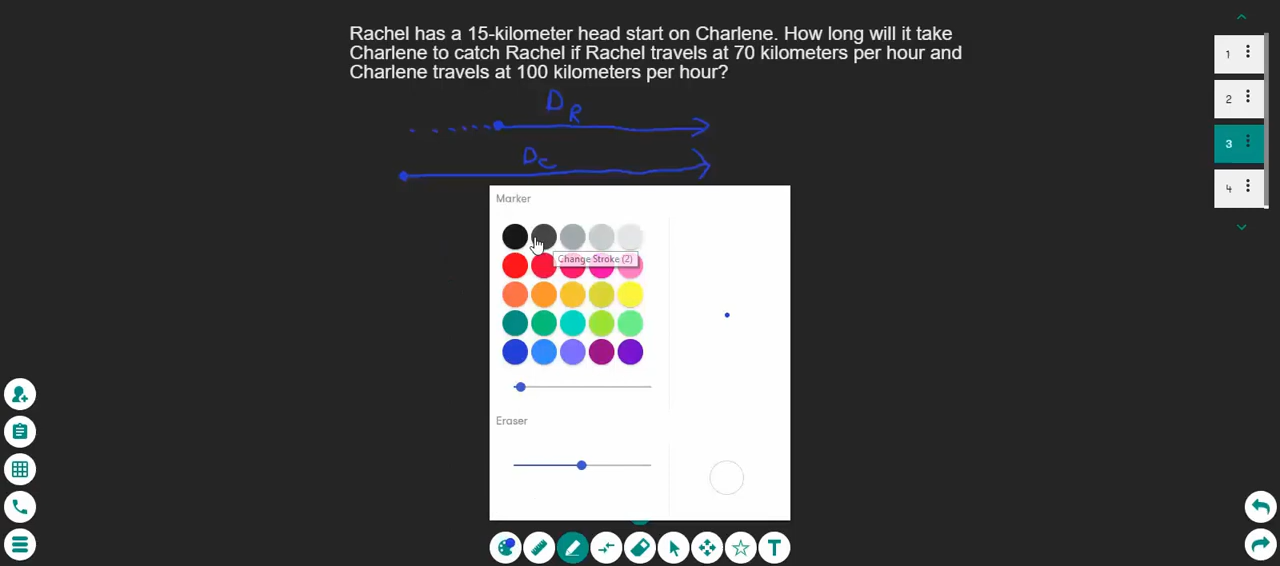 Rachel has a 15-kilometer head start on Charlene. How long will it take
Charlene to catch Rachel if Rachel travels at 70 kilometers per hour and
Charlene travels at 100 kilometers per hour?
D_R
D_C
Marker
Change Stroke (2)
Eraser
T
1
2
3
4